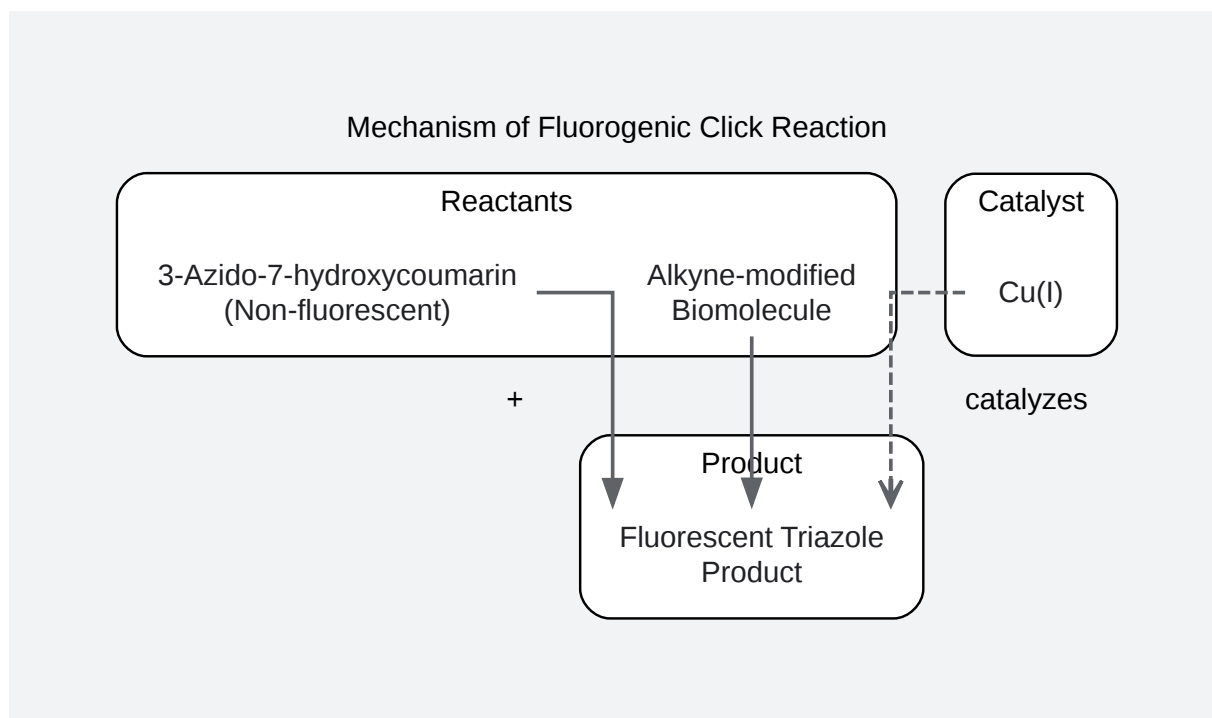 Mechanism of Fluorogenic Click Reaction
Reactants
3-Azido-7-hydroxycoumarin
(Non-fluorescent)
Alkyne-modified
Biomolecule
Catalyst
Cu(I)
+
catalyzes
Product
Fluorescent Triazole
Product